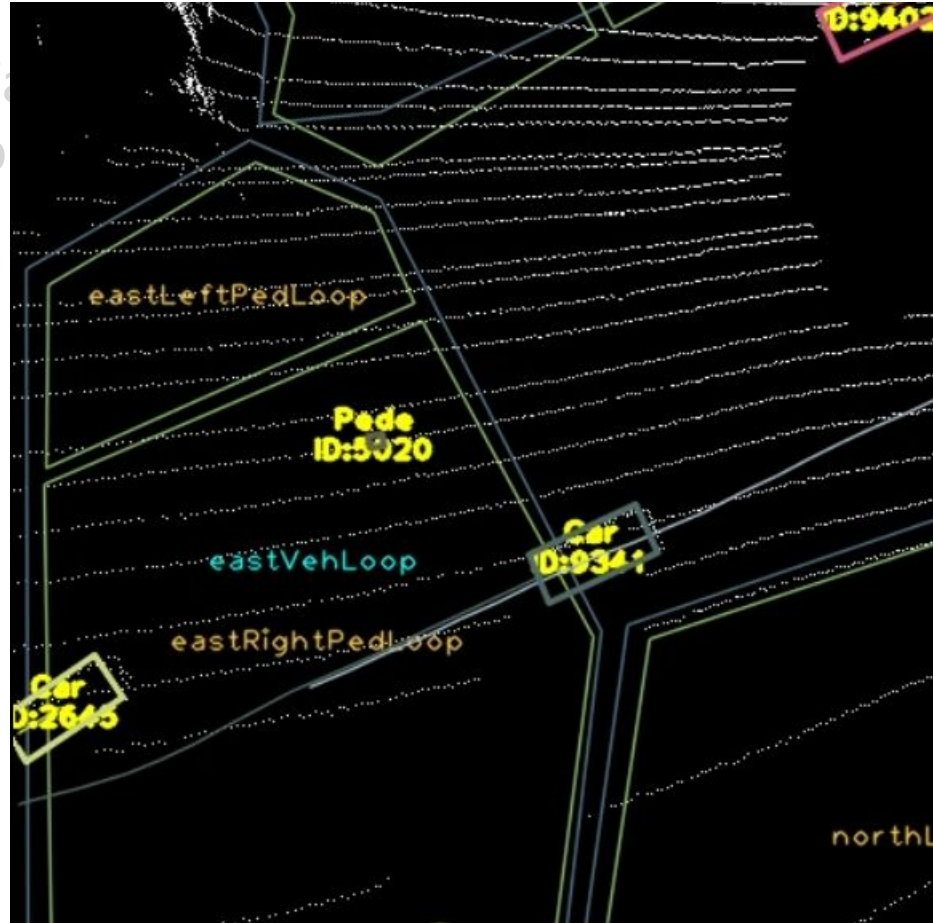 D:9402
eastLeftPedLoop
Pede
ID:5020
Car
D:9341
eastVehLoop
eastRightPedLoop
Car
D:2645
northL